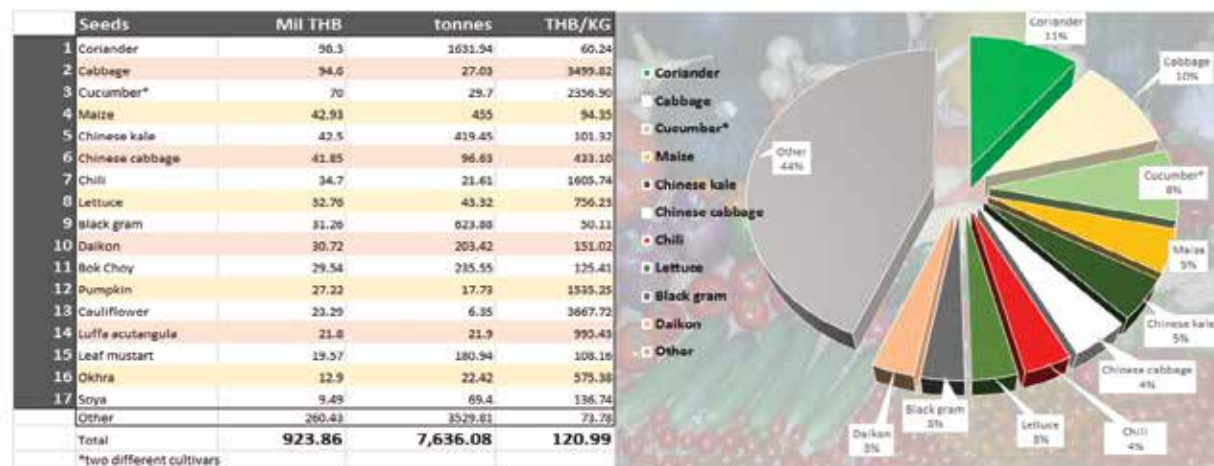 Seeds Mil THB tonnes THB/KG
1 Coriander 98.3 1631.94 60.24
2 Cabbage 94.6 27.03 3499.82
3 Cucumber* 70 29.7 2356.90
4 Maize 42.93 455 94.35
5 Chinese kale 42.5 419.45 101.32
6 Chinese cabbage 41.85 96.63 433.10
7 Chili 34.7 21.61 1605.74
8 Lettuce 32.76 43.32 756.23
9 Black gram 31.26 623.88 50.11
10 Daikon 30.72 203.42 151.02
11 Bok Choy 29.54 235.55 125.41
12 Pumpkin 27.22 17.73 1535.25
13 Cauliflower 23.29 6.35 3667.72
14 Luffa acutangula 21.8 21.9 995.43
15 Leaf mustart 19.57 180.94 108.16
16 Okhra 12.9 22.42 575.38
17 Soya 9.49 69.4 136.74
Other 260.43 3529.81 73.78
Total 923.86 7,636.08 120.99
*two different cultivars
Coriander
Cabbage
Cucumber*
Maize
Chinese kale
Chinese cabbage
Chili
Lettuce
Black gram
Daikon
Other
Coriander
11%
Cabbage
10%
Cucumber*
8%
Maize
5%
Chinese kale
5%
Chinese cabbage
4%
Chili
4%
Lettuce
3%
Black gram
3%
Daikon
3%
Other
44%